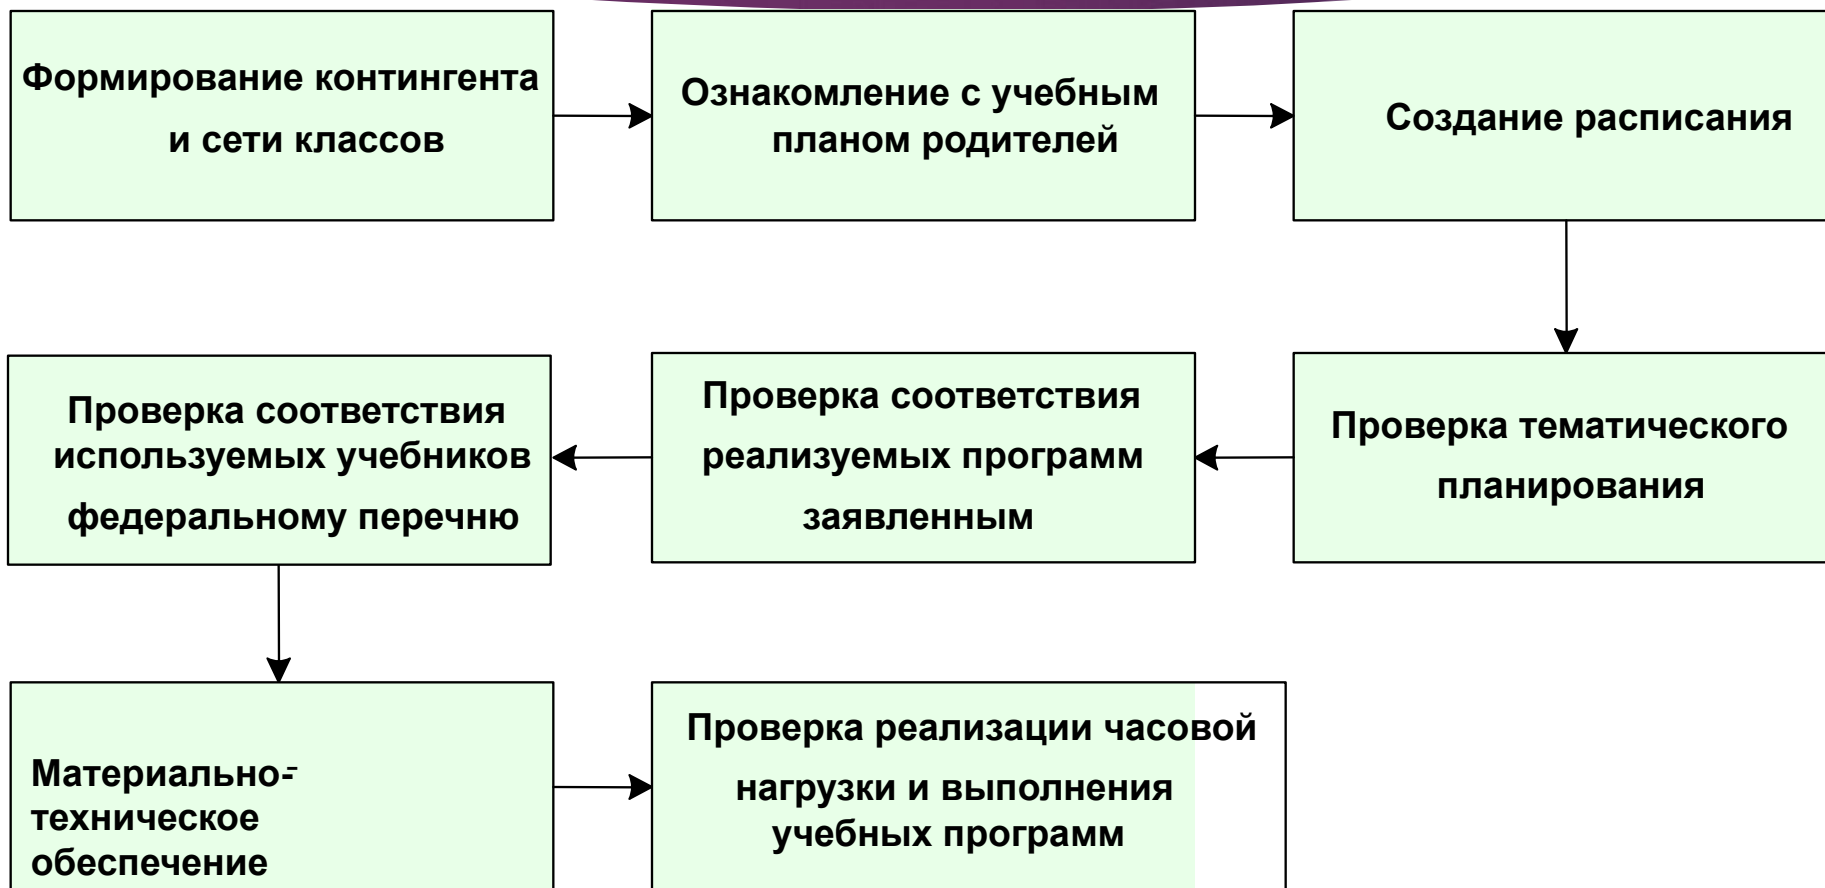 Формирование контингента
и сети классов
Ознакомление с учебным
планом родителей
Создание расписания
Проверка тематического
планирования
Проверка соответствия
реализуемых программ
заявленным
Проверка соответствия
используемых учебников
федеральному перечню
Материально-
техническое
обеспечение
Проверка реализации часовой
нагрузки и выполнения
учебных программ